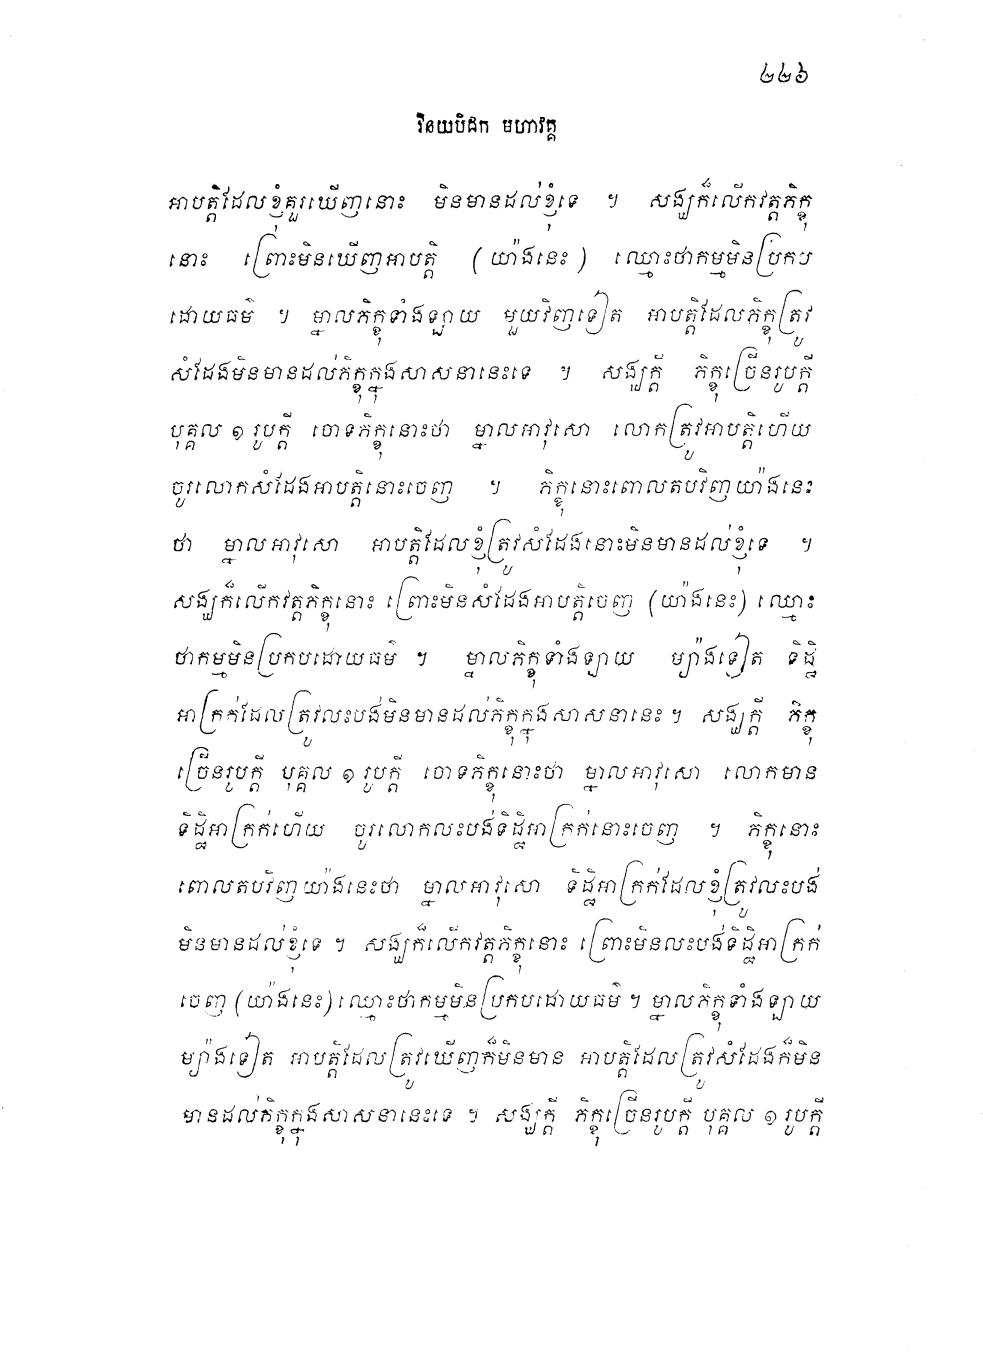 ២២៦
វិនយបិដក មហាវគ្គ
អាបត្តិដែលខ្ញុំគួរឃើញនោះ មិនមានដល់ខ្ញុំទេ ។ សង្ឃក៏លើកវត្តភិក្ខុ
នោះ ព្រោះមិនឃើញអាបត្តិ (យ៉ាងនេះ) ឈ្មោះថាកម្មមិនប្រកប
ដោយធម៌ ។ ម្នាលភិក្ខុទាំងឡាយ មួយវិញទៀត អាបត្តិដែលភិក្ខុត្រូវ
សំដែងមិនមានដល់ភិក្ខុក្នុងសាសនានេះទេ ។ សង្ឃក្តី ភិក្ខុច្រើនរូបក្តី
បុគ្គល ១ រូបក្តី ចោទភិក្ខុនោះថា ម្នាលអាវុសោ លោកត្រូវអាបត្តិហើយ
ចូរលោកសំដែងអាបត្តិនោះចេញ ។ ភិក្ខុនោះពោលតបវិញយ៉ាងនេះ
ថា ម្នាលអាវុសោ អាបត្តិដែលខ្ញុំត្រូវសំដែងនោះមិនមានដល់ខ្ញុំទេ ។
សង្ឃក៏លើកវត្តភិក្ខុនោះ ព្រោះមិនសំដែងអាបត្តិចេញ (យ៉ាងនេះ) ឈ្មោះ
ថាកម្មមិនប្រកបដោយធម៌ ។ ម្នាលភិក្ខុទាំងឡាយ ម្យ៉ាងទៀត ទិដ្ឋិ
អាក្រក់ដែលត្រូវលះបង់មិនមានដល់ភិក្ខុក្នុងសាសនានេះ ។ សង្ឃក្តី ភិក្ខុ
ច្រើនរូបក្តី បុគ្គល ១ រូបក្តី ចោទភិក្ខុនោះថា ម្នាលអាវុសោ លោកមាន
ទិដ្ឋិអាក្រក់ហើយ ចូរលោកលះបង់ទិដ្ឋិអាក្រក់នោះចេញ ។ ភិក្ខុនោះ
ពោលតបវិញយ៉ាងនេះថា ម្នាលអាវុសោ ទិដ្ឋិអាក្រក់ដែលខ្ញុំត្រូវលះបង់
មិនមានដល់ខ្ញុំទេ ។ សង្ឃក៏លើកវត្តភិក្ខុនោះ ព្រោះមិនលះបង់ទិដ្ឋិអាក្រក់
ចេញ (យ៉ាងនេះ) ឈ្មោះថាកម្មមិនប្រកបដោយធម៌ ។ ម្នាលភិក្ខុទាំងឡាយ
ម្យ៉ាងទៀត អាបត្តិដែលត្រូវឃើញក៏មិនមាន អាបត្តិដែលត្រូវសំដែងក៏មិន
មានដល់ភិក្ខុក្នុងសាសនានេះទេ ។ សង្ឃក្តី ភិក្ខុច្រើនរូបក្តី បុគ្គល ១ រូបក្តី